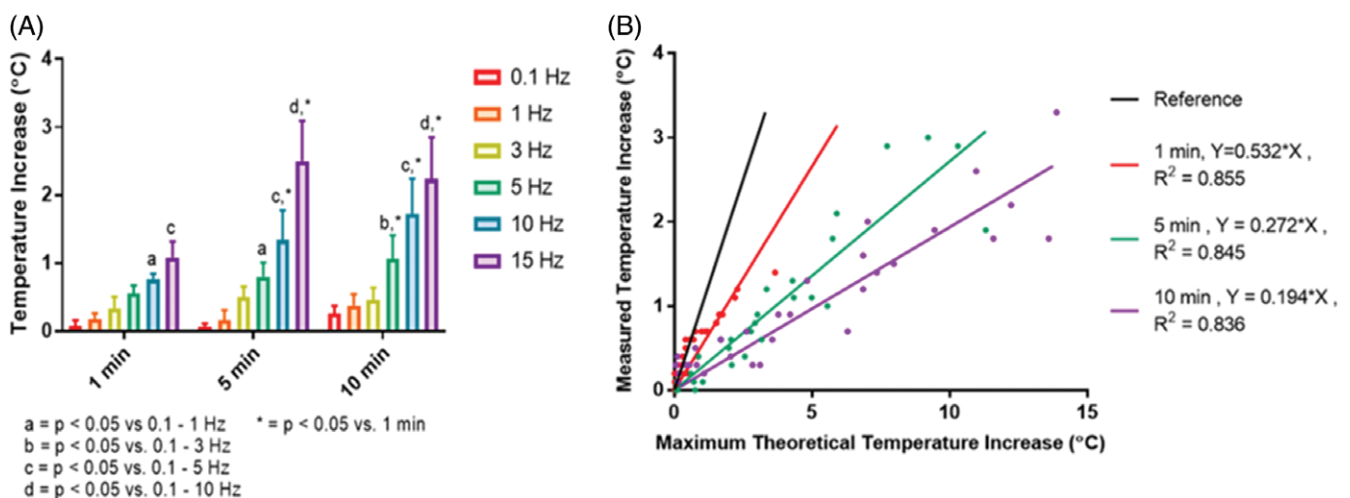 (A)
Temperature Increase (°C)
4
3
2
1
0
a
c
a
c,*
d,*
b,*
c,*
d,*
1 min
5 min
10 min
0.1 Hz
1 Hz
3 Hz
5 Hz
10 Hz
15 Hz
a = p < 0.05 vs 0.1 - 1 Hz
* = p < 0.05 vs. 1 min
b = p < 0.05 vs. 0.1 - 3 Hz
c = p < 0.05 vs. 0.1 - 5 Hz
d = p < 0.05 vs. 0.1 - 10 Hz
(B)
Measured Temperature Increase (°C)
4
3
2
1
0
0
5
10
15
Maximum Theoretical Temperature Increase (°C)
Reference
1 min, Y=0.532*X ,
R² = 0.855
5 min , Y = 0.272*X ,
R² = 0.845
10 min , Y = 0.194*X ,
R² = 0.836